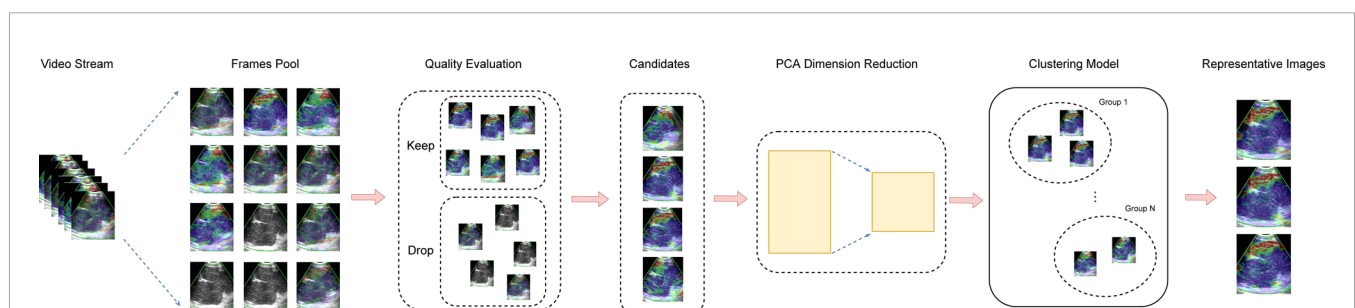 Video Stream
Frames Pool
Quality Evaluation
Candidates
PCA Dimension Reduction
Clustering Model
Representative Images
Group 1
Keep
Group N
Drop